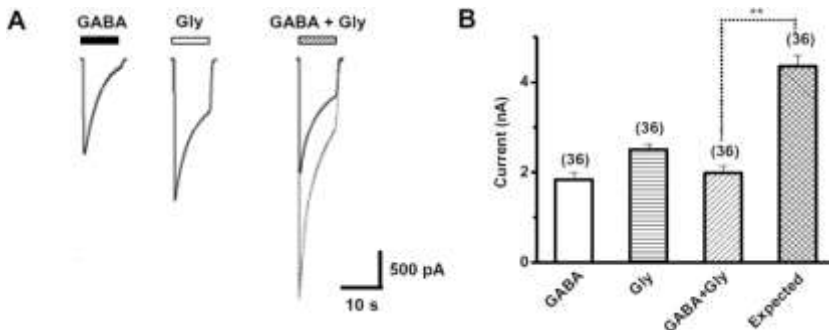 A
GABA
Gly
GABA + Gly
500 pA
10 s
B
**
Current (nA)
4
2
0
(36)
(36)
(36)
(36)
GABA
Gly
GABA+Gly
Expected